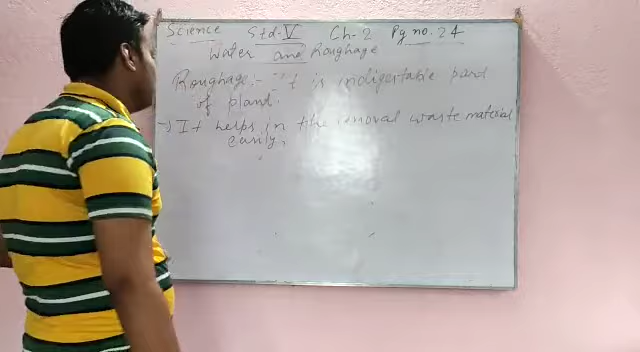 Science Std-V Ch-2 Pg no. 24
Water and Roughage
Roughage:- It is indigestable part
of plant.
→ It helps in the removal waste material
easily.